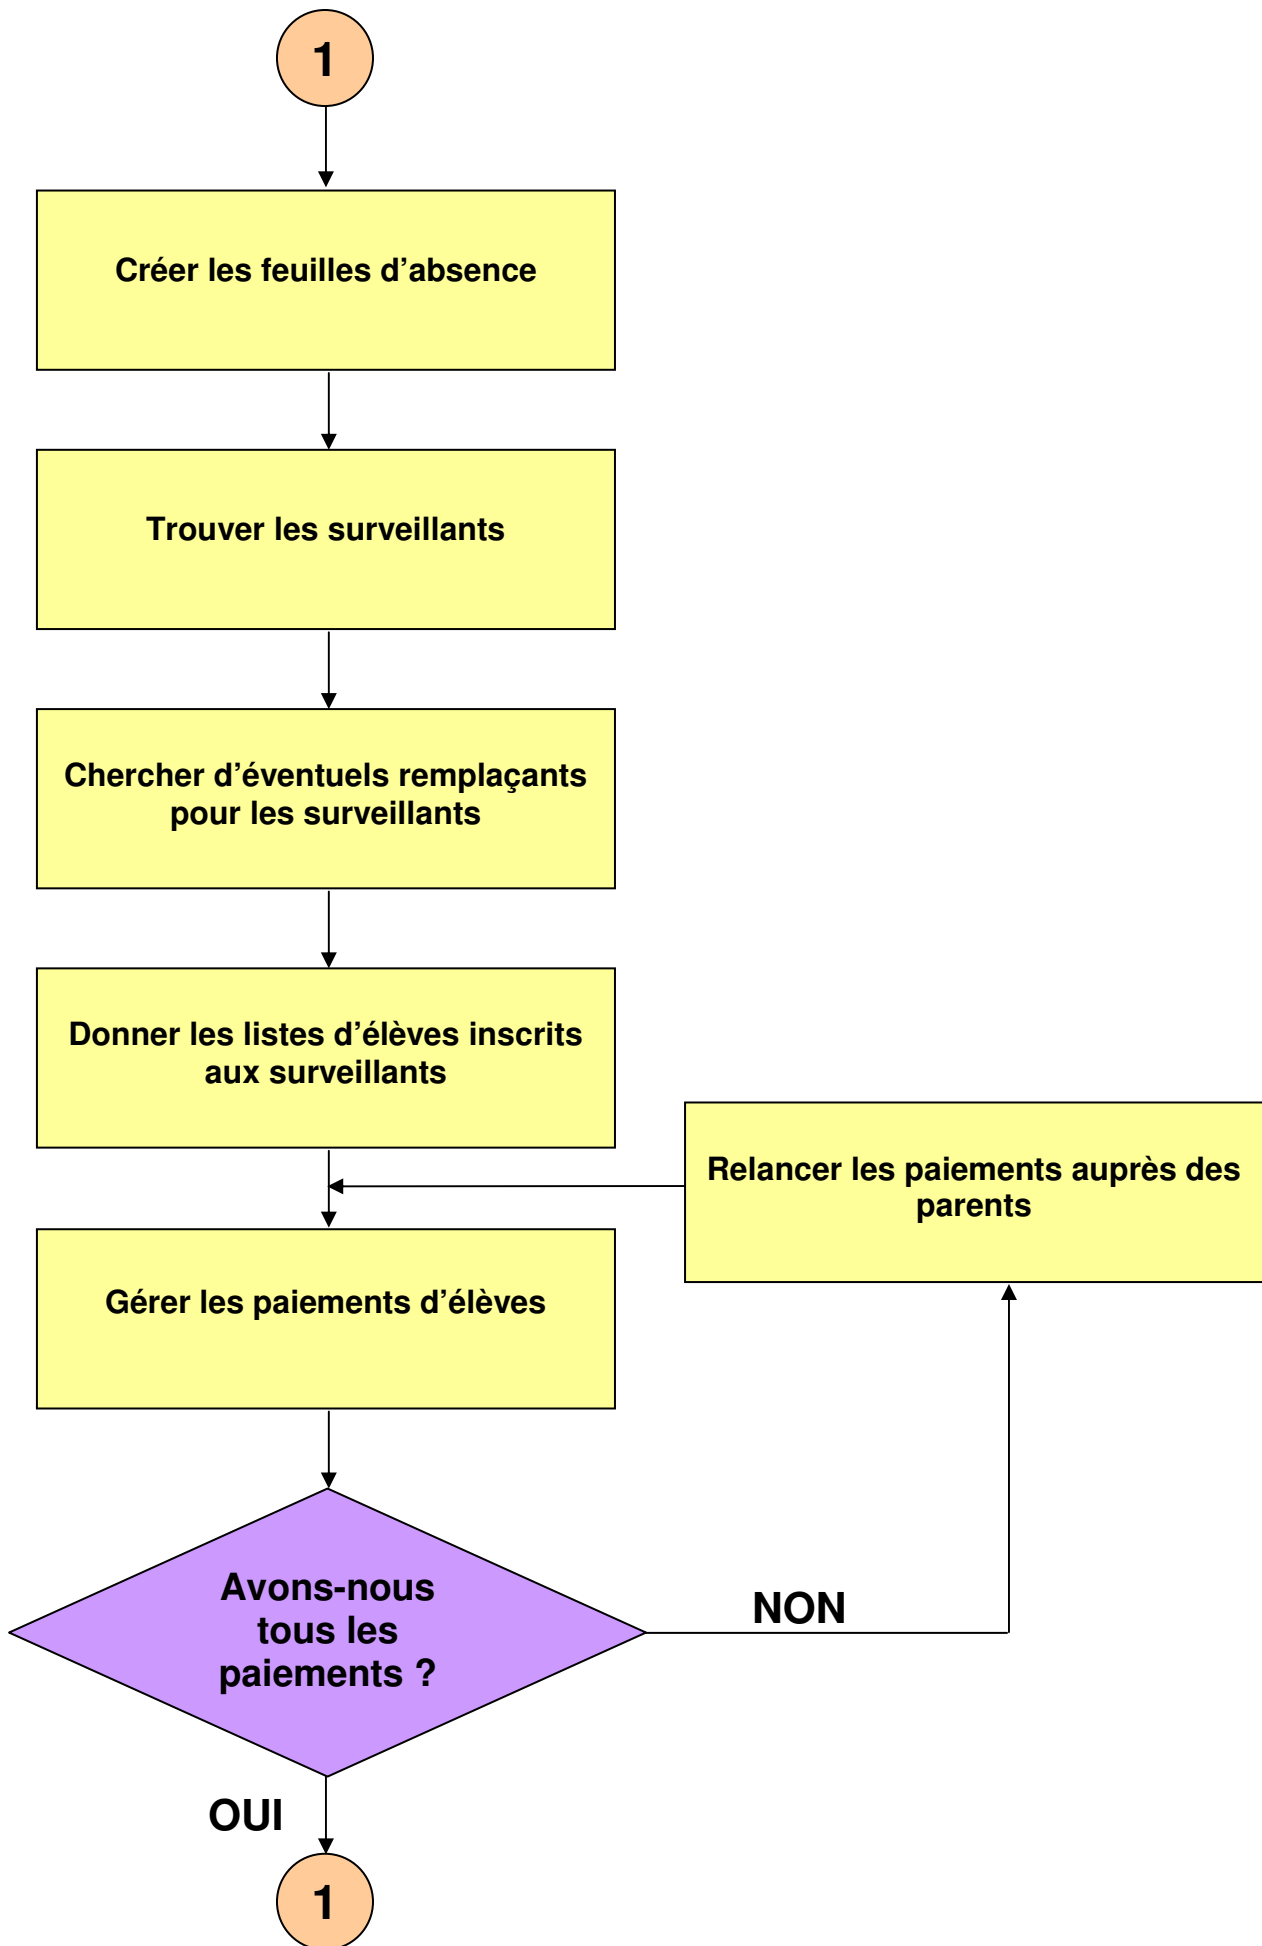 1
Créer les feuilles d’absence
Trouver les surveillants
Chercher d’éventuels remplaçants
pour les surveillants
Donner les listes d’élèves inscrits
aux surveillants
Relancer les paiements auprès des
parents
Gérer les paiements d’élèves
Avons-nous
tous les
paiements ?
NON
OUI
1